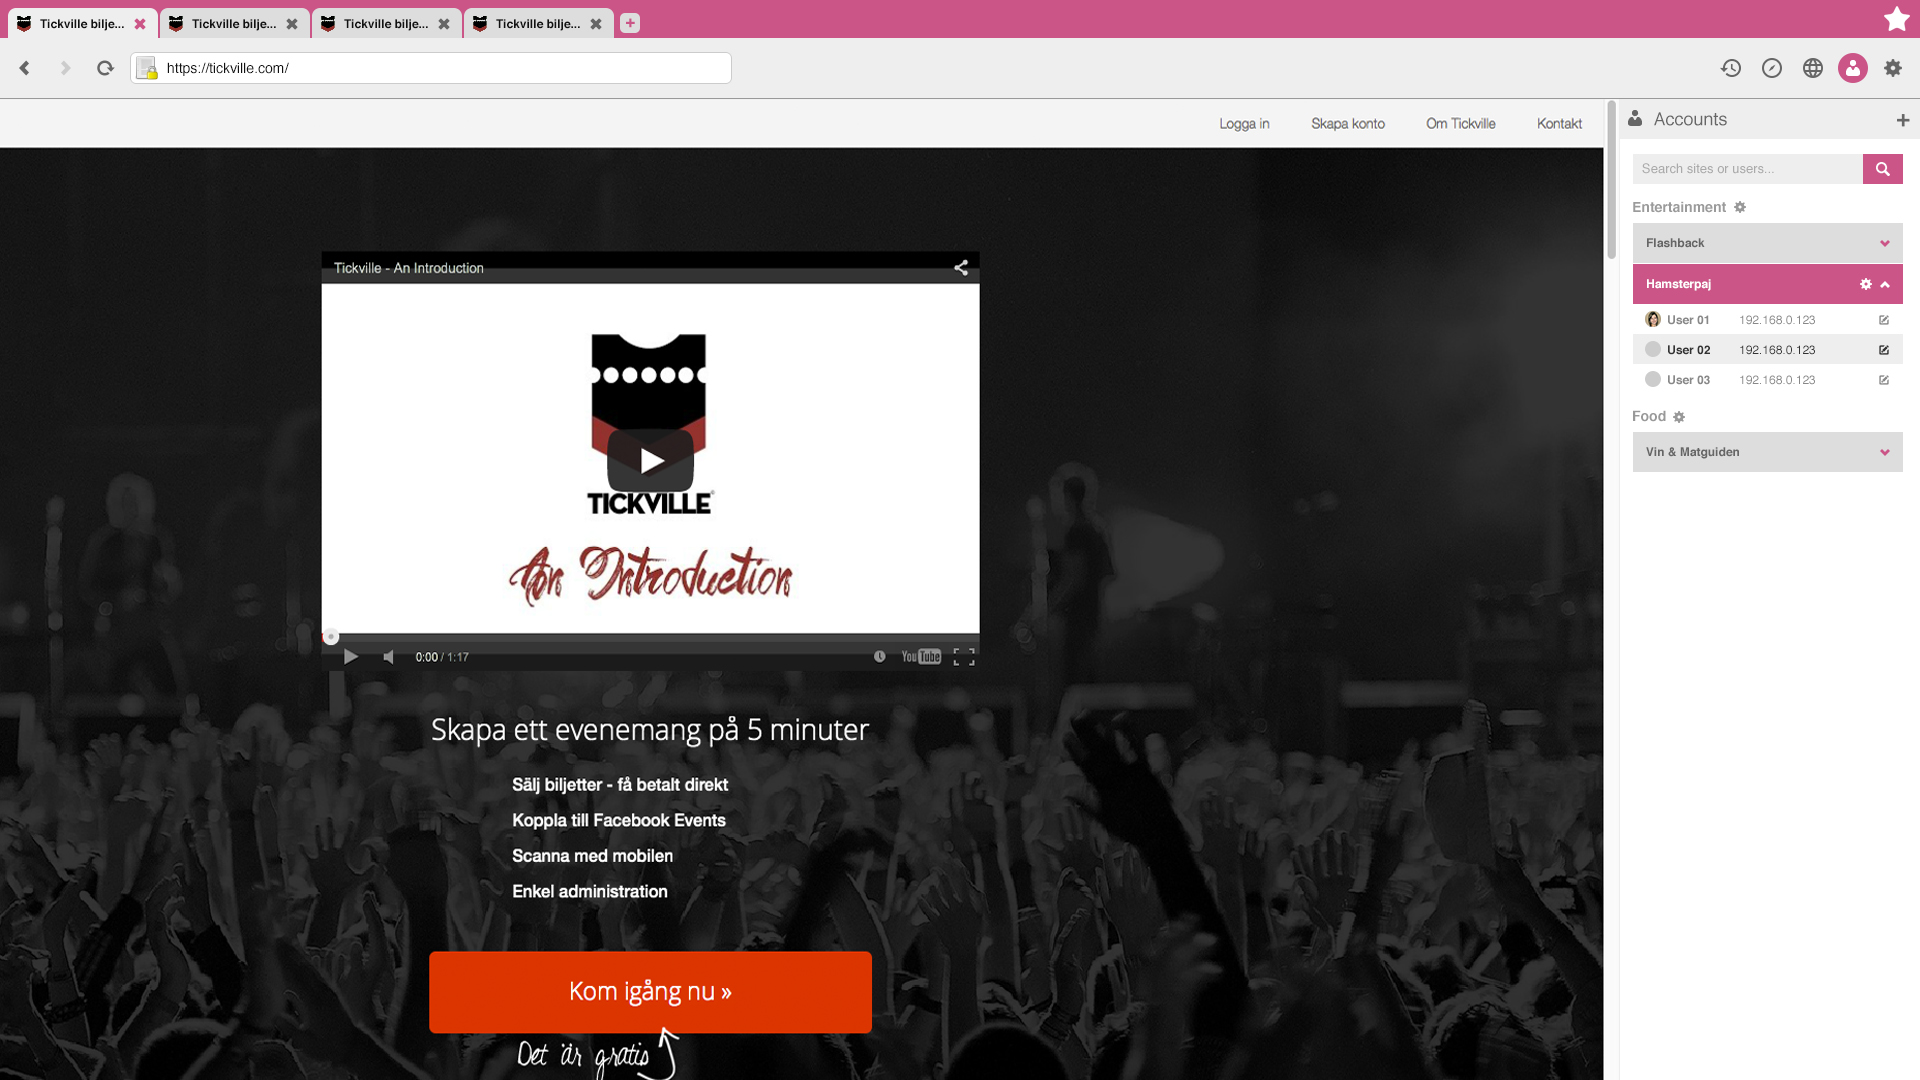 Tickville bilje...
Tickville bilje...
Tickville bilje...
Tickville bilje...
https://tickville.com/
Logga in
Skapa konto
Om Tickville
Kontakt
Tickville - An Introduction
TICKVILLE
An Introduction
0:00 / 1:17
YouTube
Skapa ett evenemang på 5 minuter
Sälj biljetter - få betalt direkt
Koppla till Facebook Events
Scanna med mobilen
Enkel administration
Kom igång nu »
Det är gratis
Accounts
Search sites or users...
Entertainment
Flashback
Hamsterpaj
User 01 192.168.0.123
User 02 192.168.0.123
User 03 192.168.0.123
Food
Vin & Matguiden